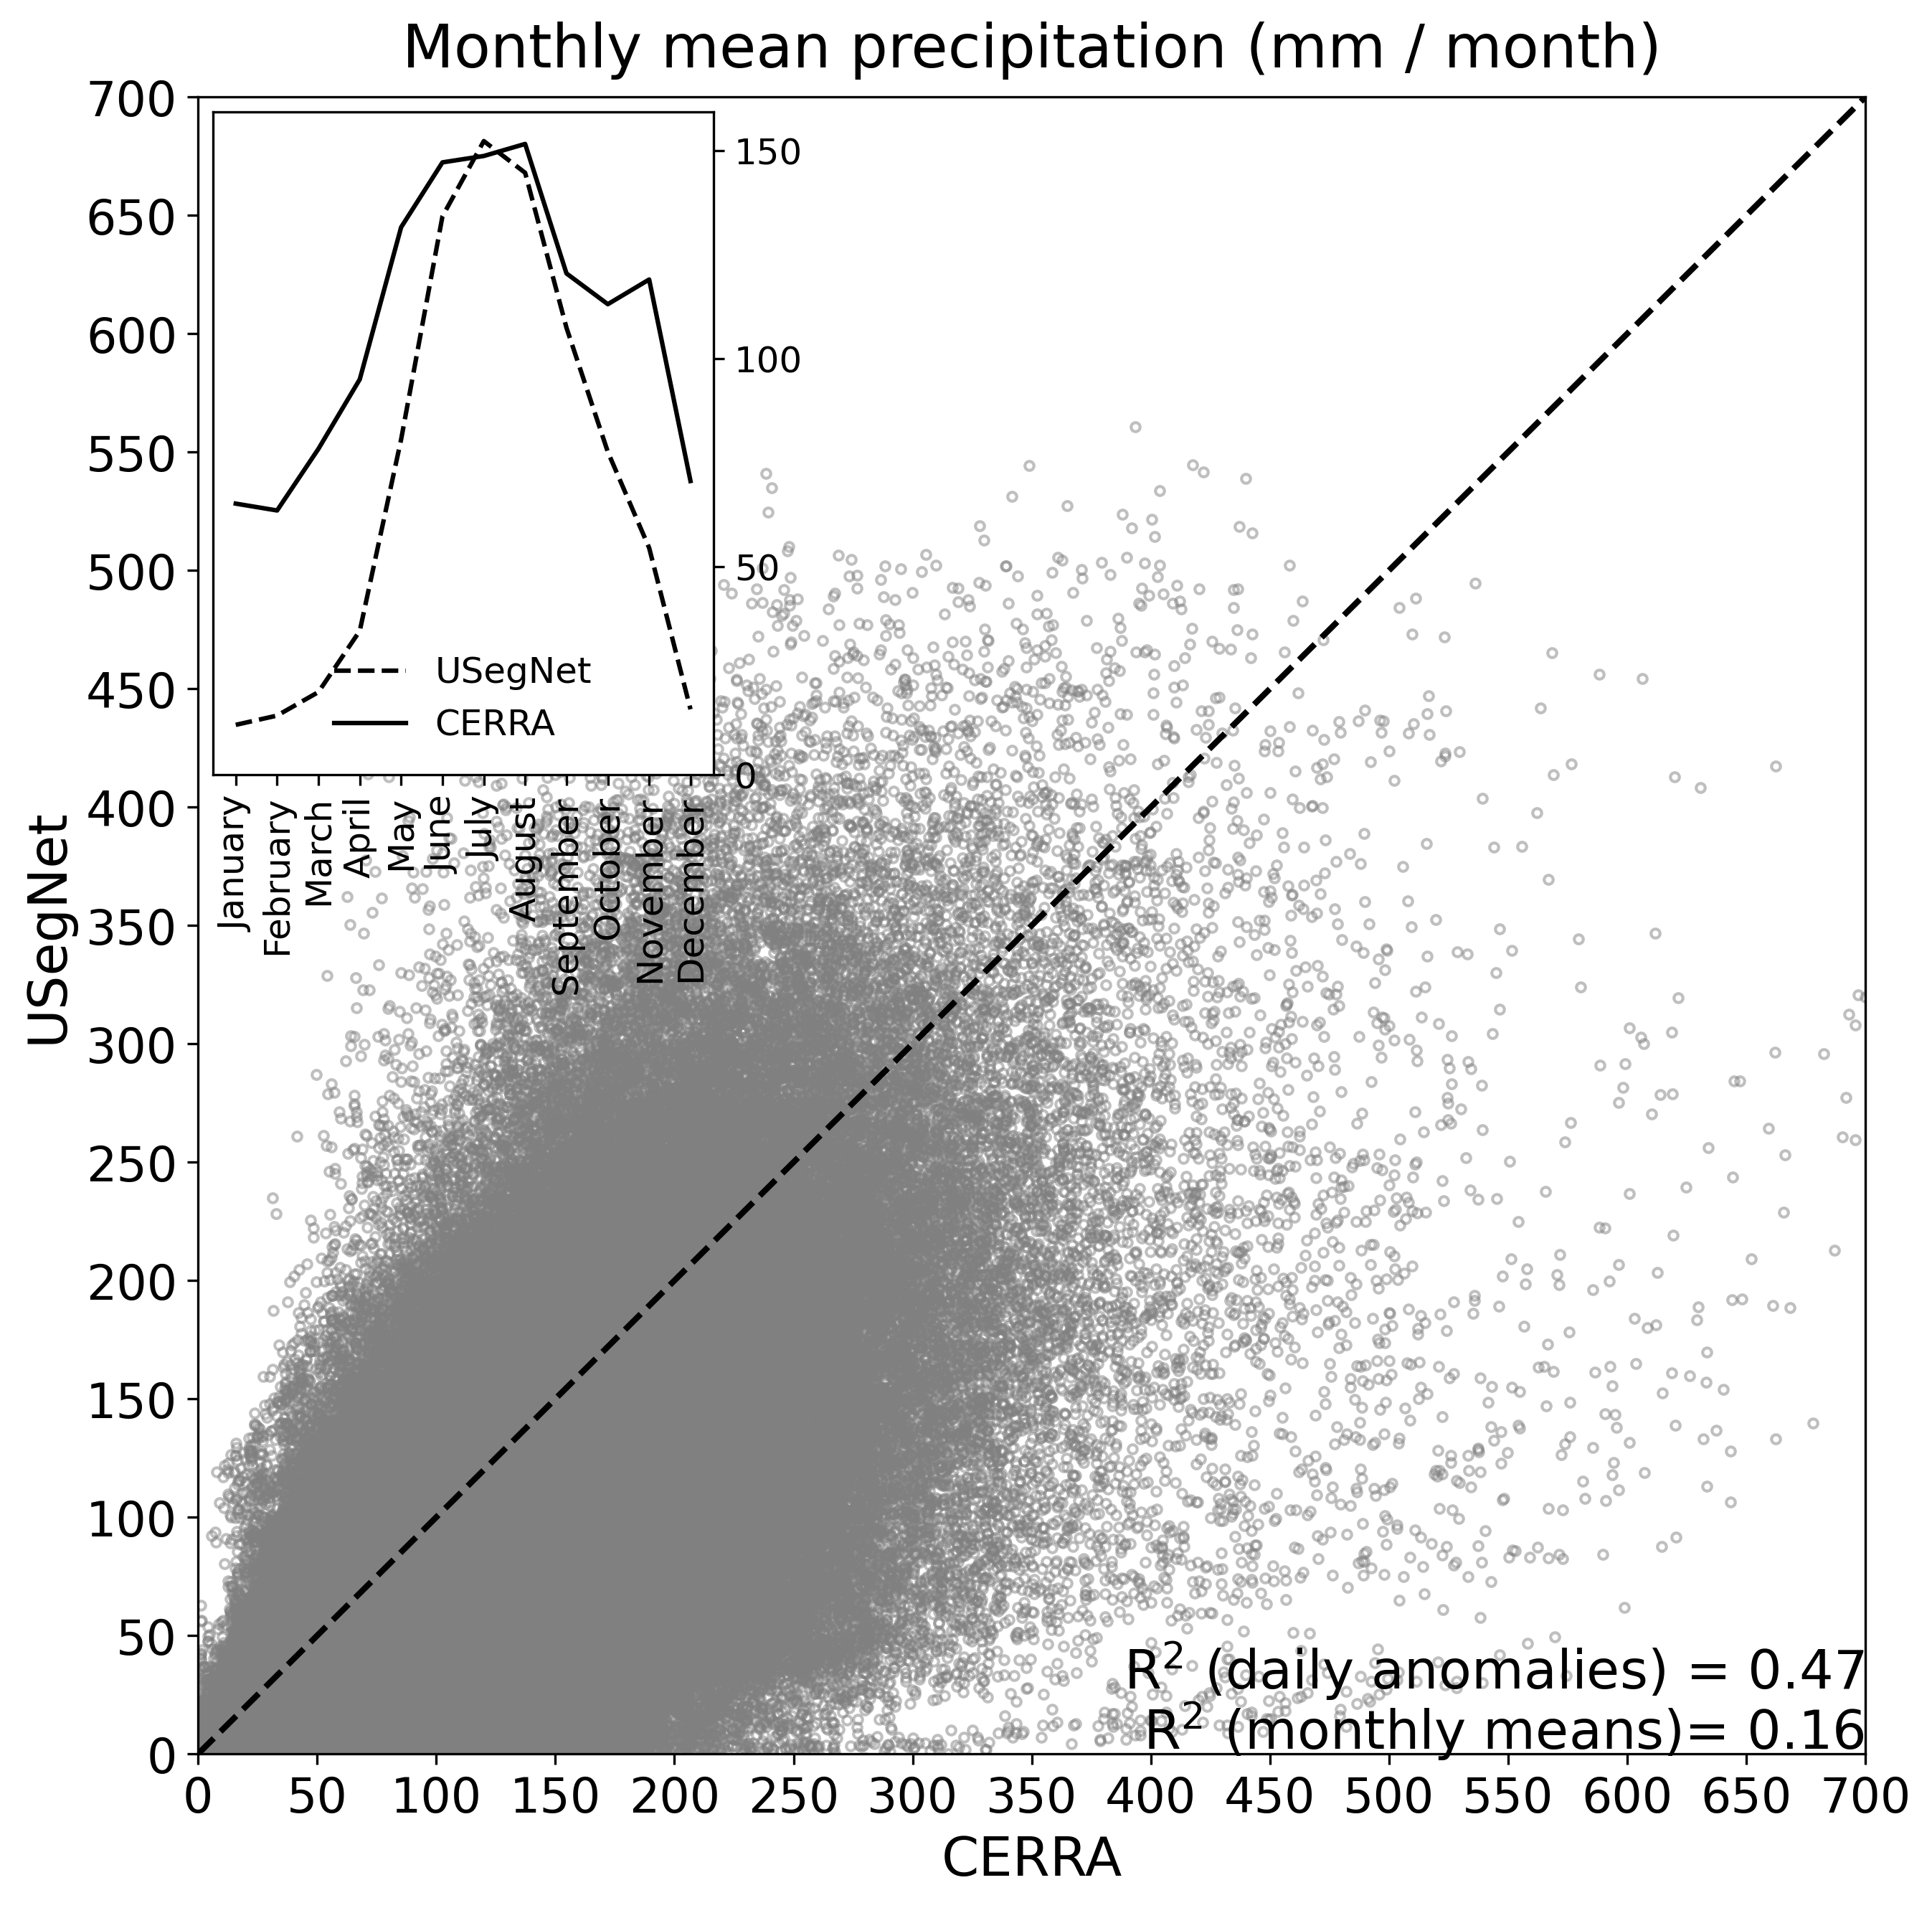 Monthly mean precipitation (mm / month)
700
650
600
550
500
450
400
350
300
250
200
150
100
50
0
USegNet
150
100
50
0
USegNet
CERRA
January
February
March
April
May
June
July
August
September
October
November
December
R² (daily anomalies) = 0.47
R² (monthly means)= 0.16
0 50 100 150 200 250 300 350 400 450 500 550 600 650 700
CERRA